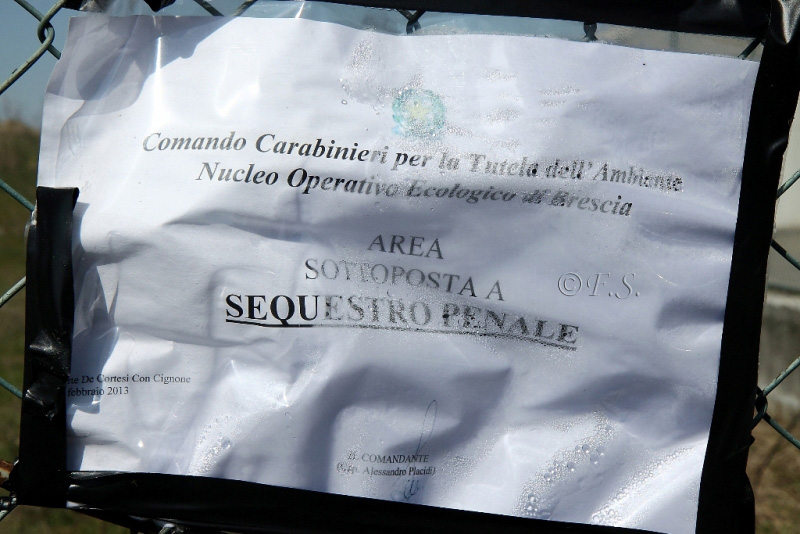 Comando Carabinieri per la Tutela dell'Ambiente
Nucleo Operativo Ecologico di Brescia
AREA
SOTTOPOSTA A
SEQUESTRO PENALE
©F.S.
De Cortesi Con Cignone
febbraio 2013
IL COMANDANTE
(Cap. Alessandro Placidi)